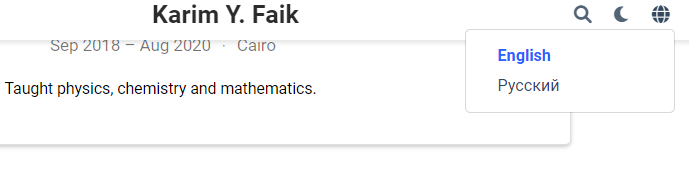 Karim Y. Faik
Sep 2018 – Aug 2020 · Cairo
English
Русский
Taught physics, chemistry and mathematics.